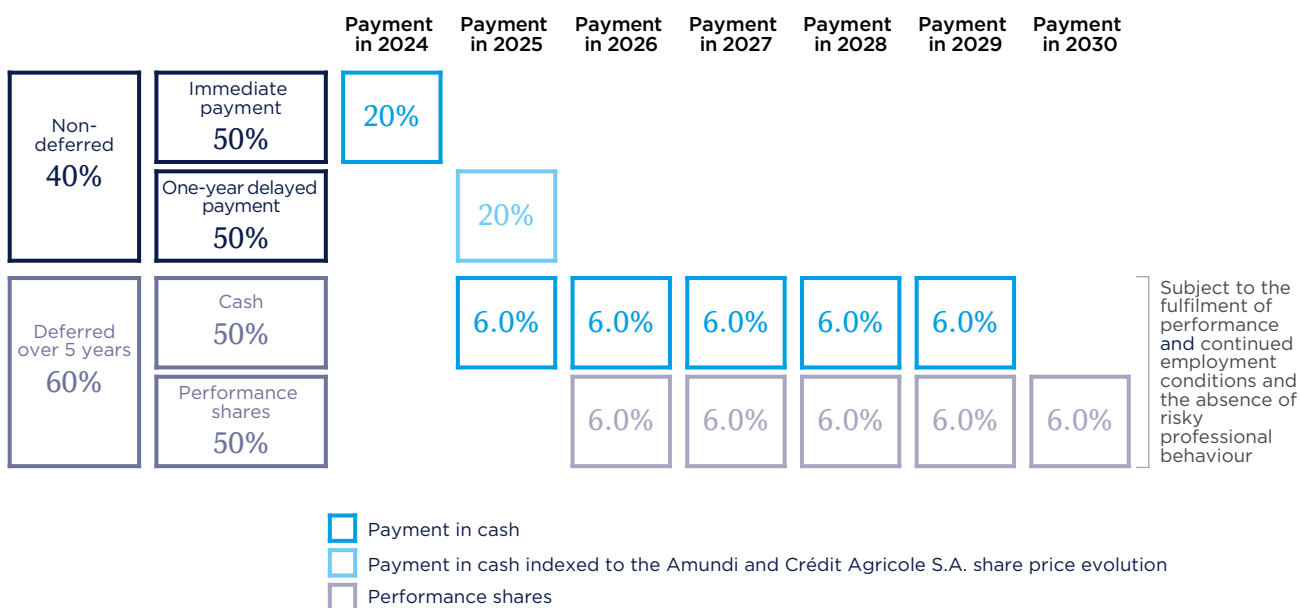 Payment in 2024
Payment in 2025
Payment in 2026
Payment in 2027
Payment in 2028
Payment in 2029
Payment in 2030
Non-
deferred
40%
Immediate
payment
50%
20%
One-year delayed
payment
50%
20%
Deferred
over 5 years
60%
Cash
50%
6.0% 6.0% 6.0% 6.0% 6.0%
Performance
shares
50%
6.0% 6.0% 6.0% 6.0% 6.0%
Subject to the
fulfilment of
performance
and continued
employment
conditions and
the absence of
risky
professional
behaviour
Payment in cash
Payment in cash indexed to the Amundi and Crédit Agricole S.A. share price evolution
Performance shares